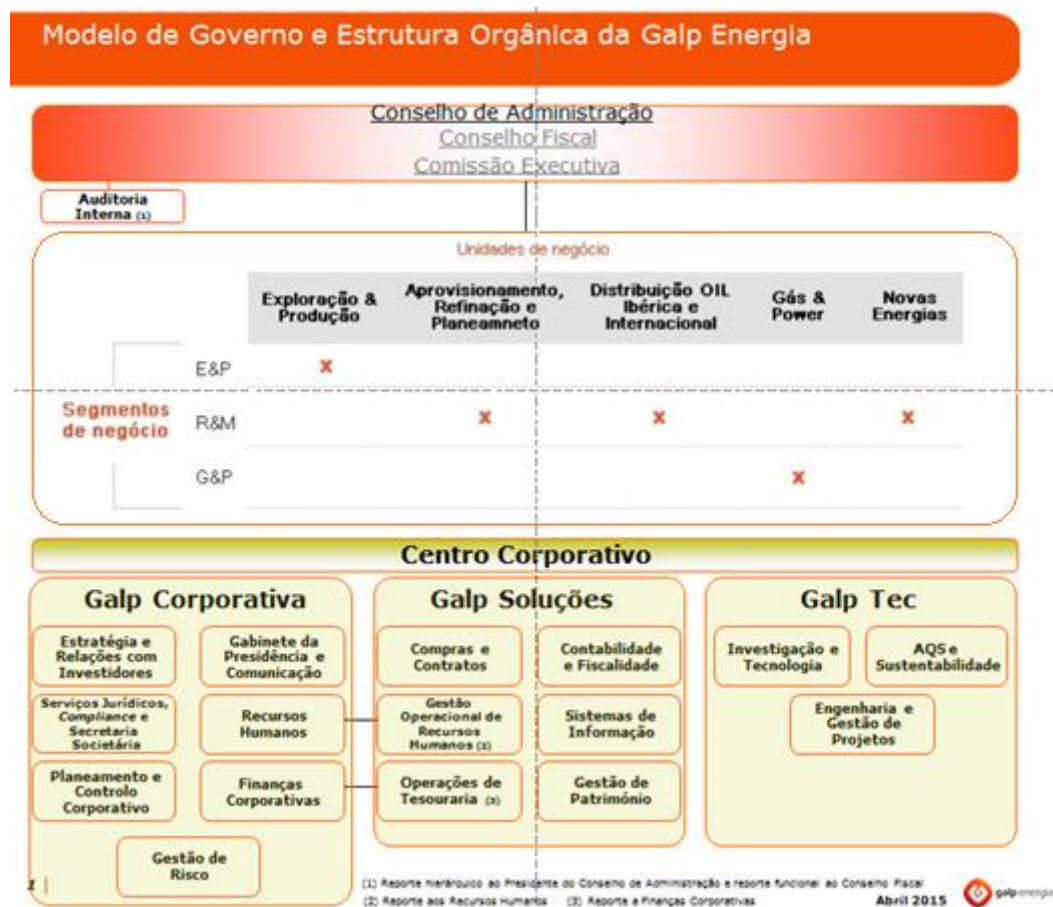 Modelo de Governo e Estrutura Orgânica da Galp Energia
Conselho de Administração
Conselho Fiscal
Comissão Executiva
Auditoria
Interna (1)
Unidades de negócio
Exploração &
Produção
Aprovisionamento,
Refinação e
Planeamneto
Distribuição OIL
Ibérica e
Internacional
Gás &
Power
Novas
Energias
Segmentos
de negócio
E&P
X
R&M
X
X
X
G&P
X
Centro Corporativo
Galp Corporativa
Estratégia e
Relações com
Investidores
Gabinete da
Presidência e
Comunicação
Serviços Jurídicos,
Compliance e
Secretaria
Societária
Recursos
Humanos
Planeamento e
Controlo
Corporativo
Finanças
Corporativas
Gestão de
Risco
Galp Soluções
Compras e
Contratos
Contabilidade
e Fiscalidade
Gestão
Operacional de
Recursos
Humanos (2)
Sistemas de
Informação
Operações de
Tesouraria (3)
Gestão de
Património
Galp Tec
Investigação e
Tecnologia
AQS e
Sustentabilidade
Engenharia e
Gestão de
Projetos
1 |
(1) Reporte hierárquico ao Presidente do Conselho de Administração e reporte funcional ao Conselho Fiscal
(2) Reporte aos Recursos Humanos (3) Reporte a Finanças Corporativas
Abril 2015
galp energia